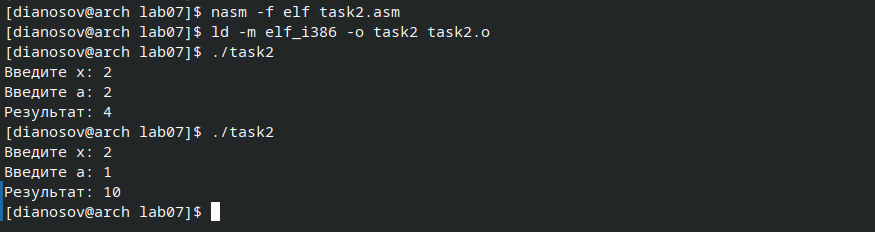 [dianosov@arch lab07]$ nasm -f elf task2.asm
[dianosov@arch lab07]$ ld -m elf_i386 -o task2 task2.o
[dianosov@arch lab07]$ ./task2
Введите x: 2
Введите a: 2
Результат: 4
[dianosov@arch lab07]$ ./task2
Введите x: 2
Введите a: 1
Результат: 10
[dianosov@arch lab07]$